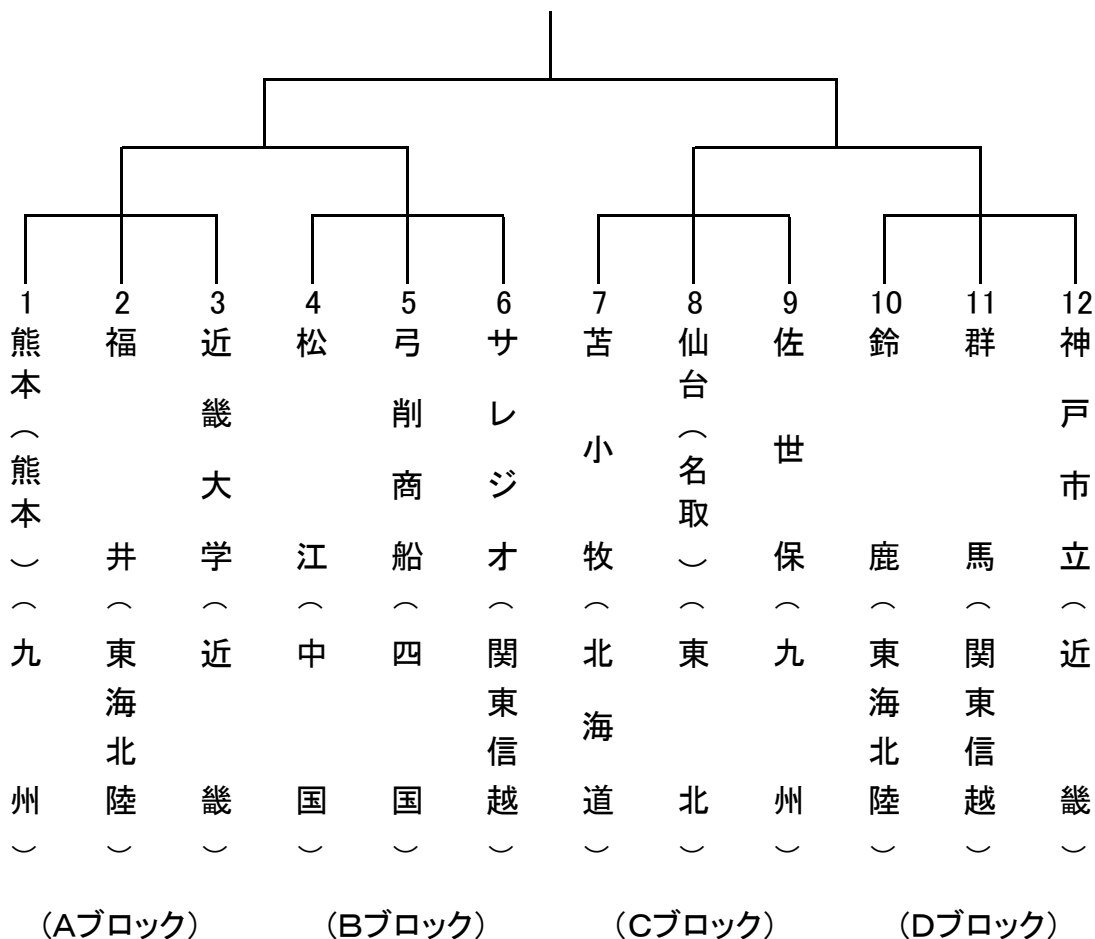 1
熊本（熊本）（九州）
2
福井（東海北陸）
3
近畿大学（近畿）
4
松江（中国）
5
弓削商船（四国）
6
サレジオ（関東信越）
7
苫小牧（北海道）
8
仙台（名取）（東北）
9
佐世保（九州）
10
鈴鹿（東海北陸）
11
群馬（関東信越）
12
神戸市立（近畿）
（Aブロック）
（Bブロック）
（Cブロック）
（Dブロック）